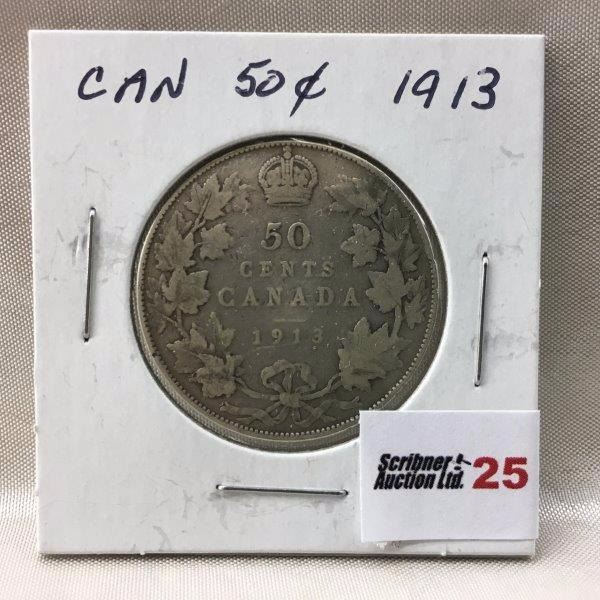 CAN 50¢ 1913
50
CENTS
CANADA
1913
Scribner
Auction Ltd. 25